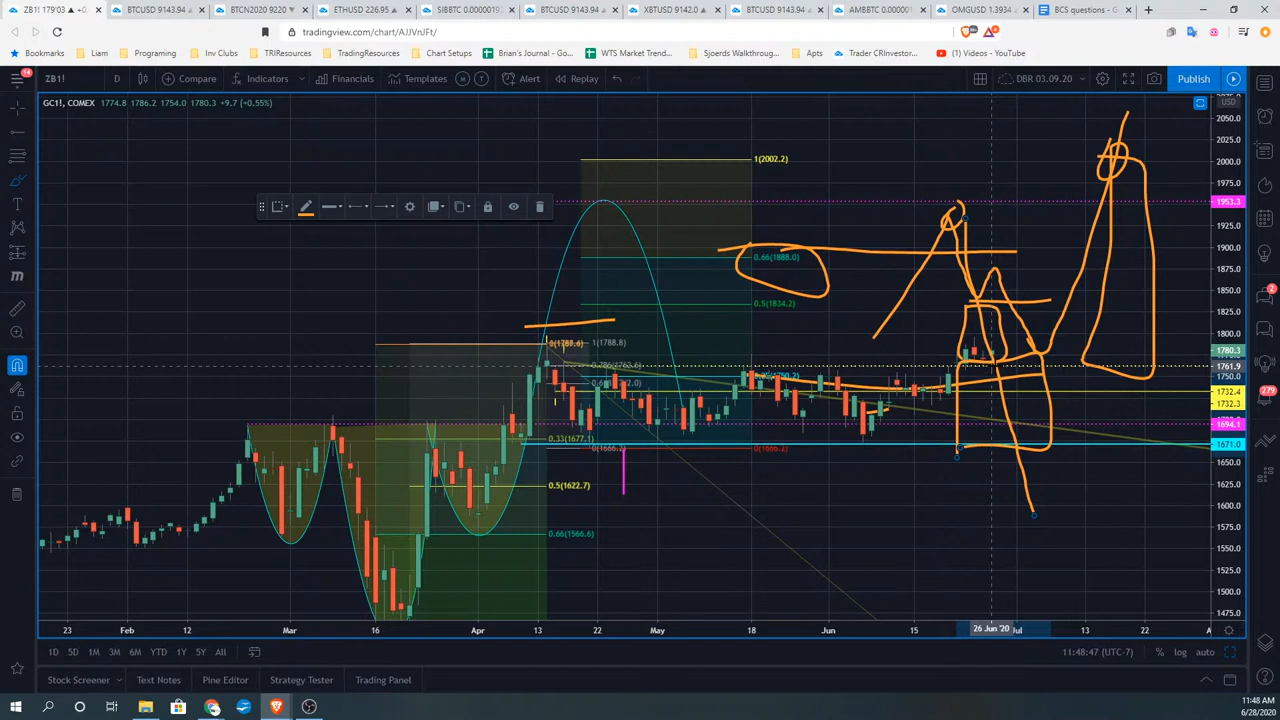 ZB1! 179'03 ▲ +0
BTCUSD 9143.94
BTCN2020 9220
ETHUSD 226.95
SIBBTC 0.0000019
BTCUSD 9143.94
XBTUSD 9142.0
BTCUSD 9143.94
AMBBTC 0.00001
OMGUSD 1.3934
BCS questions - G
tradingview.com/chart/AJJVnJFt/
Bookmarks
Liam
Programing
Inv Clubs
TRIResources
TradingResources
Chart Setups
Brian's Journal - Go...
WTS Market Trend...
Sjoerds Walkthroug...
Apts
Trader CRInvestor...
(1) Videos - YouTube
14
ZB1!
D
Compare
Indicators
Financials
Templates
Alert
Replay
DBR 03.09.20
Publish
GC1!, COMEX 1774.8 1786.2 1754.0 1780.3 +9.7 (+0.55%)
USD
2050.0
2025.0
2000.0
1975.0
1953.3
1925.0
1900.0
1875.0
1850.0
1825.0
1800.0
1780.3
1761.9
1750.0
1732.4
1732.3
1694.1
1671.0
1650.0
1625.0
1600.0
1575.0
1550.0
1525.0
1500.0
1475.0
1(2002.2)
0.66(1888.0)
0.5(1834.2)
1(1788.8)
0.33(1677.1)
0(1666.2)
0.5(1622.7)
0.66(1566.6)
2
279
23
Feb
12
Mar
16
Apr
13
22
May
18
Jun
15
26 Jun '20
Jul
13
22
A
1D
5D
1M
3M
6M
YTD
1Y
5Y
All
11:48:47 (UTC-7)
%
log
auto
Stock Screener
Text Notes
Pine Editor
Strategy Tester
Trading Panel
11:48 AM
6/28/2020